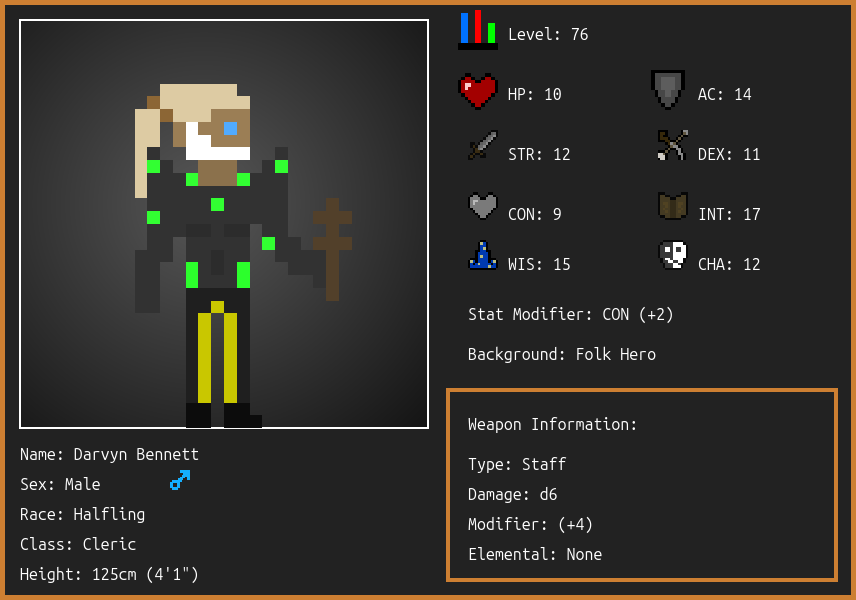 Level: 76
HP: 10
AC: 14
STR: 12
DEX: 11
CON: 9
INT: 17
WIS: 15
CHA: 12
Stat Modifier: CON (+2)
Background: Folk Hero
Weapon Information:
Type: Staff
Damage: d6
Modifier: (+4)
Elemental: None
Name: Darvyn Bennett
Sex: Male
Race: Halfling
Class: Cleric
Height: 125cm (4'1")